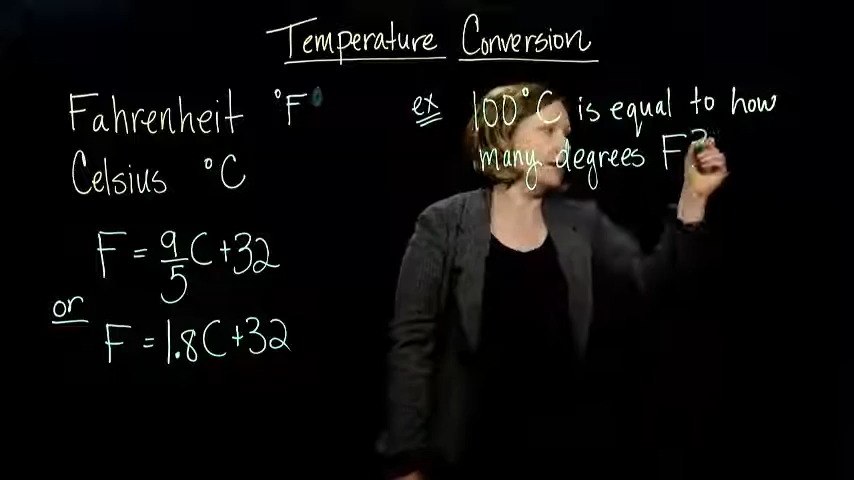 Temperature Conversion
Fahrenheit °F
Celsius °C
F = 9/5 C + 32
or
F = 1.8C + 32
ex 100°C is equal to how
many degrees F?